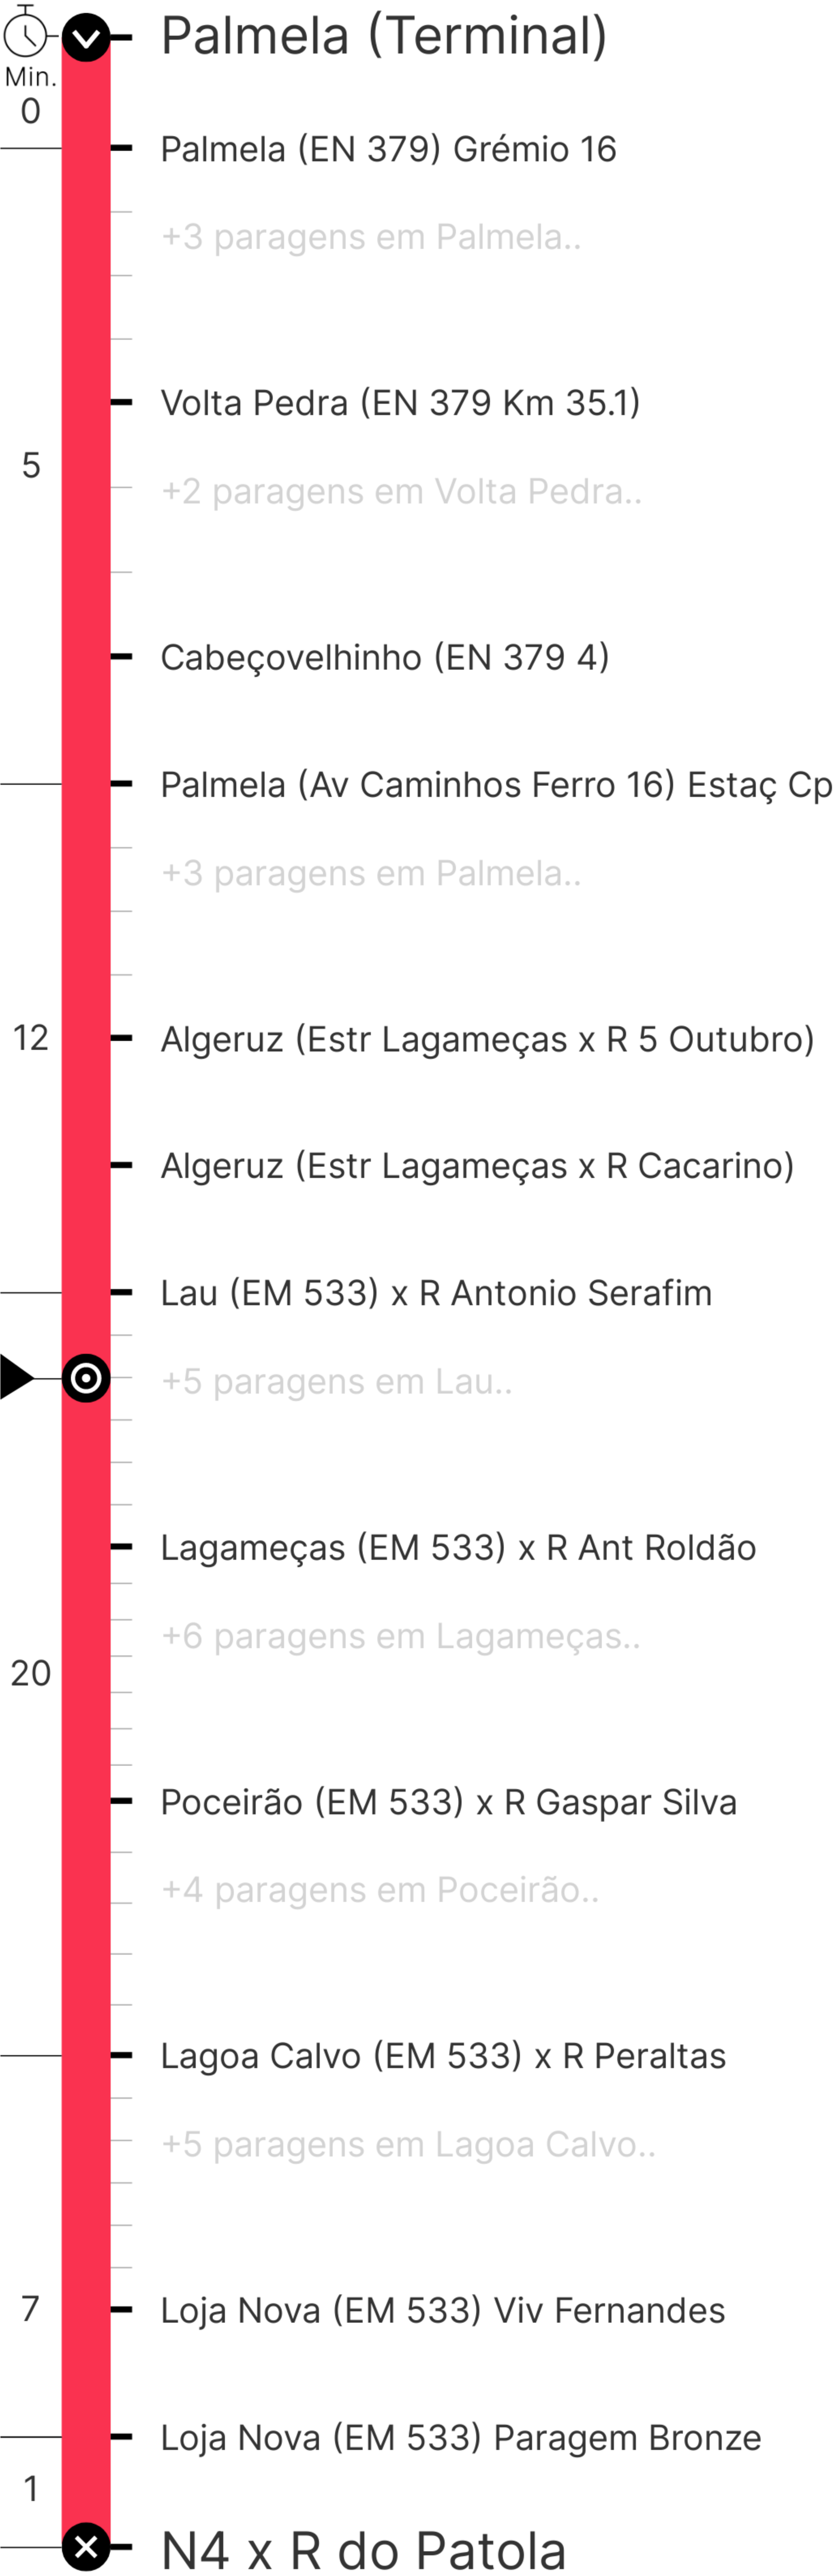 Palmela (Terminal)
Min.
0
Palmela (EN 379) Grémio 16
+3 paragens em Palmela..
Volta Pedra (EN 379 Km 35.1)
5
+2 paragens em Volta Pedra..
Cabeçovelhinho (EN 379 4)
Palmela (Av Caminhos Ferro 16) Estaç Cp
+3 paragens em Palmela..
12
Algeruz (Estr Lagameças x R 5 Outubro)
Algeruz (Estr Lagameças x R Cacarino)
Lau (EM 533) x R Antonio Serafim
+5 paragens em Lau..
Lagameças (EM 533) x R Ant Roldão
+6 paragens em Lagameças..
20
Poceirão (EM 533) x R Gaspar Silva
+4 paragens em Poceirão..
Lagoa Calvo (EM 533) x R Peraltas
+5 paragens em Lagoa Calvo..
7
Loja Nova (EM 533) Viv Fernandes
Loja Nova (EM 533) Paragem Bronze
1
N4 x R do Patola